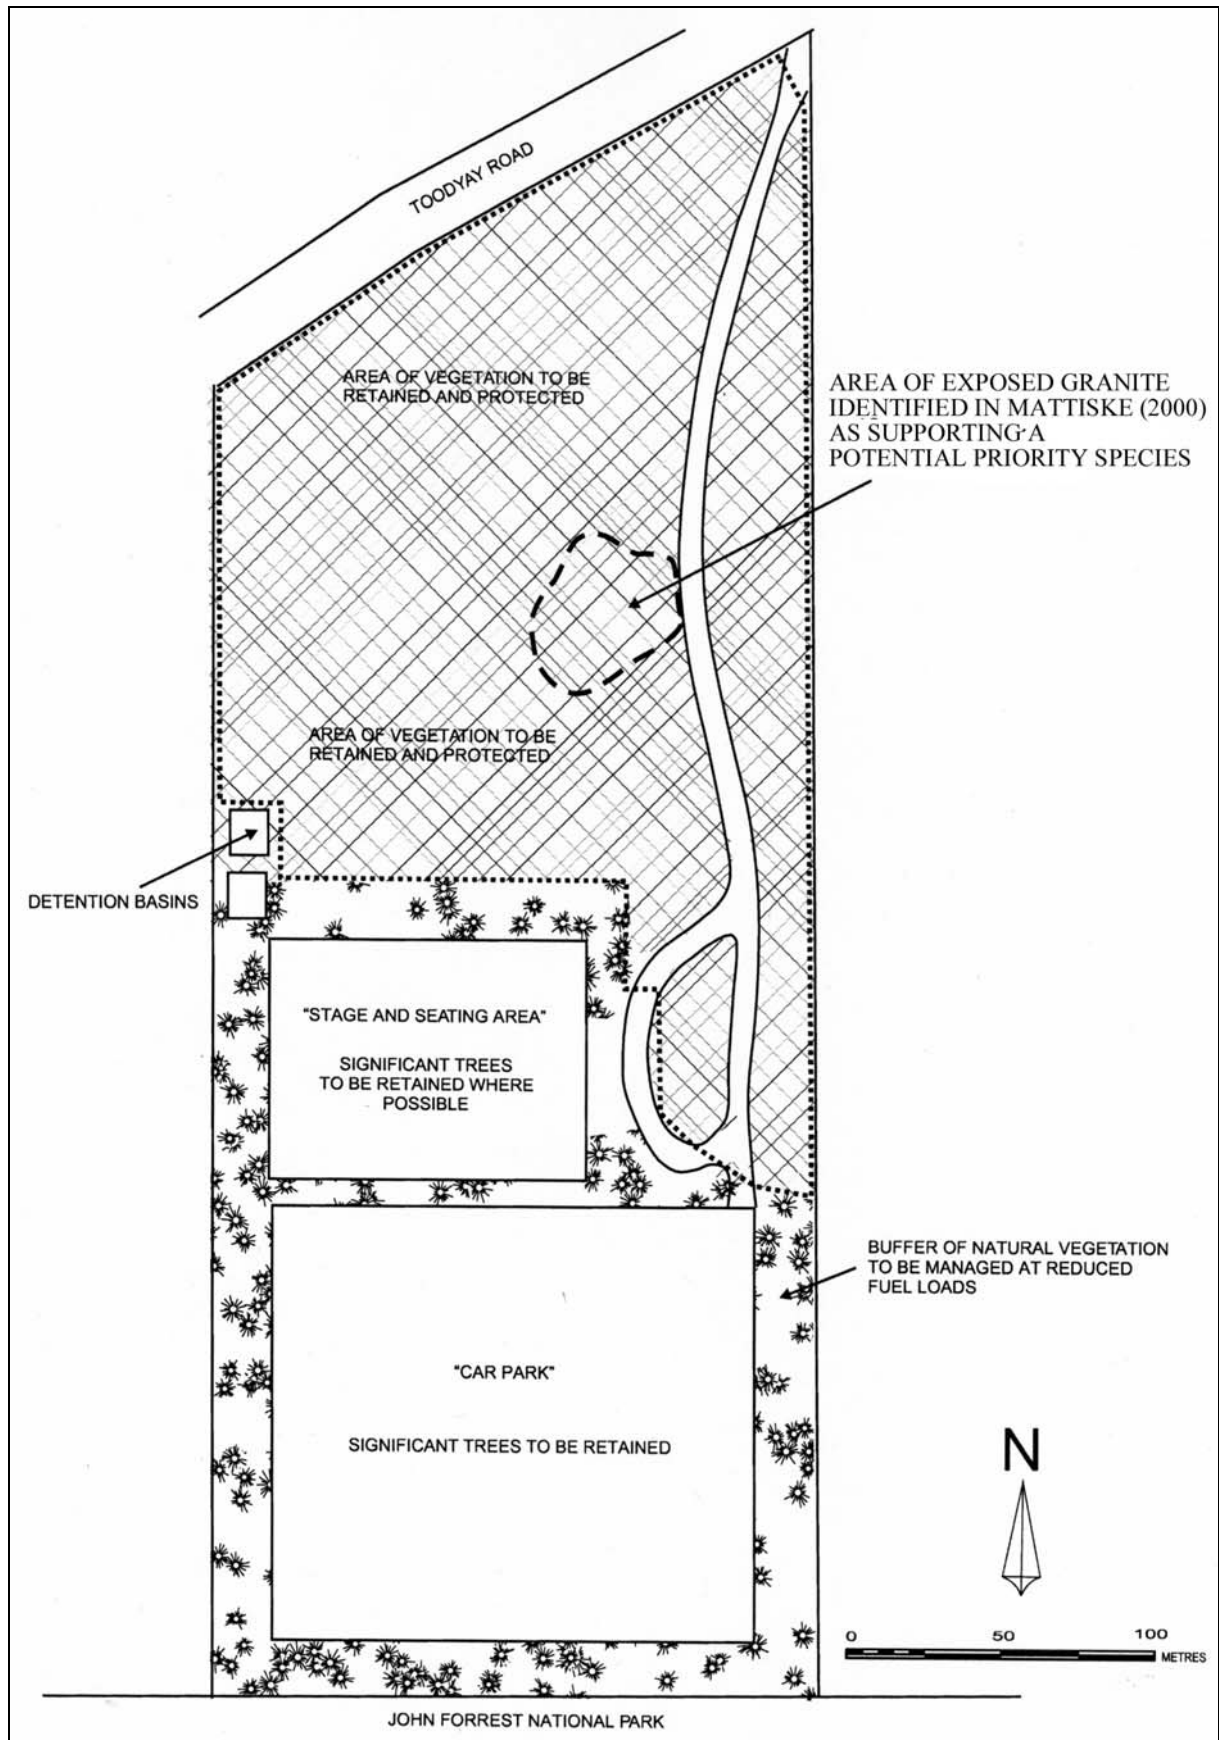 TOODYAY ROAD
AREA OF VEGETATION TO BE
RETAINED AND PROTECTED
AREA OF EXPOSED GRANITE
IDENTIFIED IN MATTISKE (2000)
AS SUPPORTING A
POTENTIAL PRIORITY SPECIES
AREA OF VEGETATION TO BE
RETAINED AND PROTECTED
DETENTION BASINS
"STAGE AND SEATING AREA"
SIGNIFICANT TREES
TO BE RETAINED WHERE
POSSIBLE
BUFFER OF NATURAL VEGETATION
TO BE MANAGED AT REDUCED
FUEL LOADS
"CAR PARK"
SIGNIFICANT TREES TO BE RETAINED
N
0 50 100
METRES
JOHN FORREST NATIONAL PARK